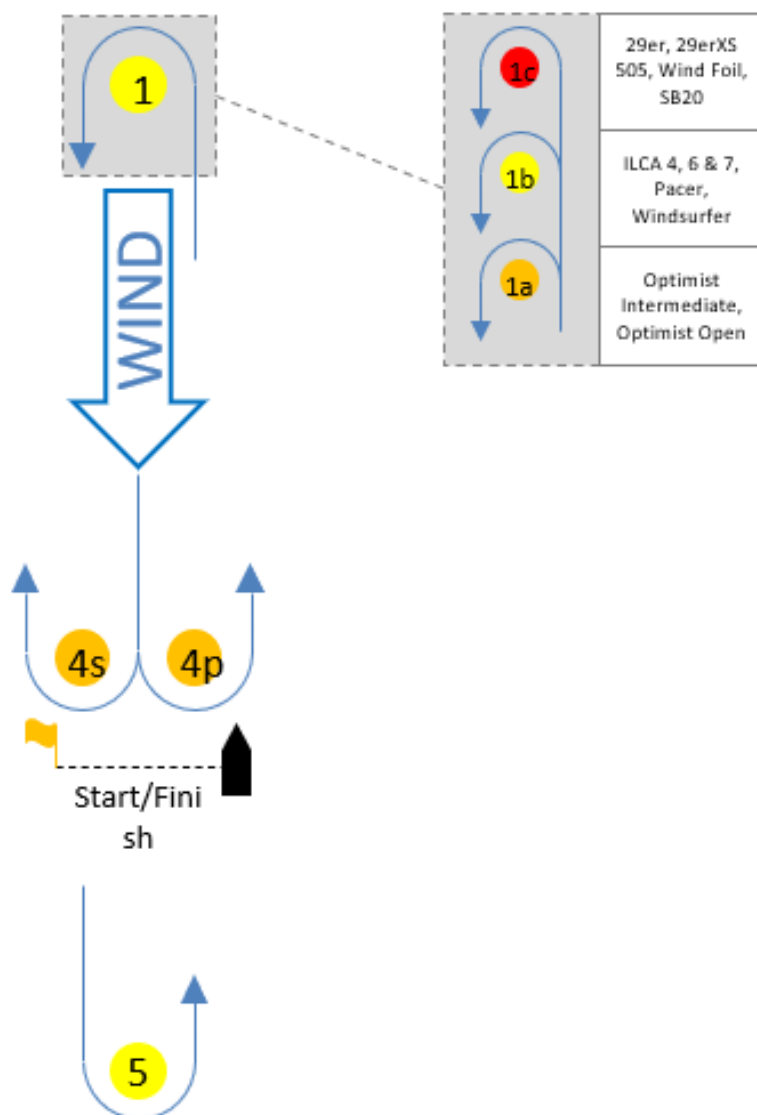 1
WIND
1c
29er, 29erXS
505, Wind Foil,
SB20
1b
ILCA 4, 6 & 7,
Pacer,
Windsurfer
1a
Optimist
Intermediate,
Optimist Open
4s
4p
Start/Fini
sh
5